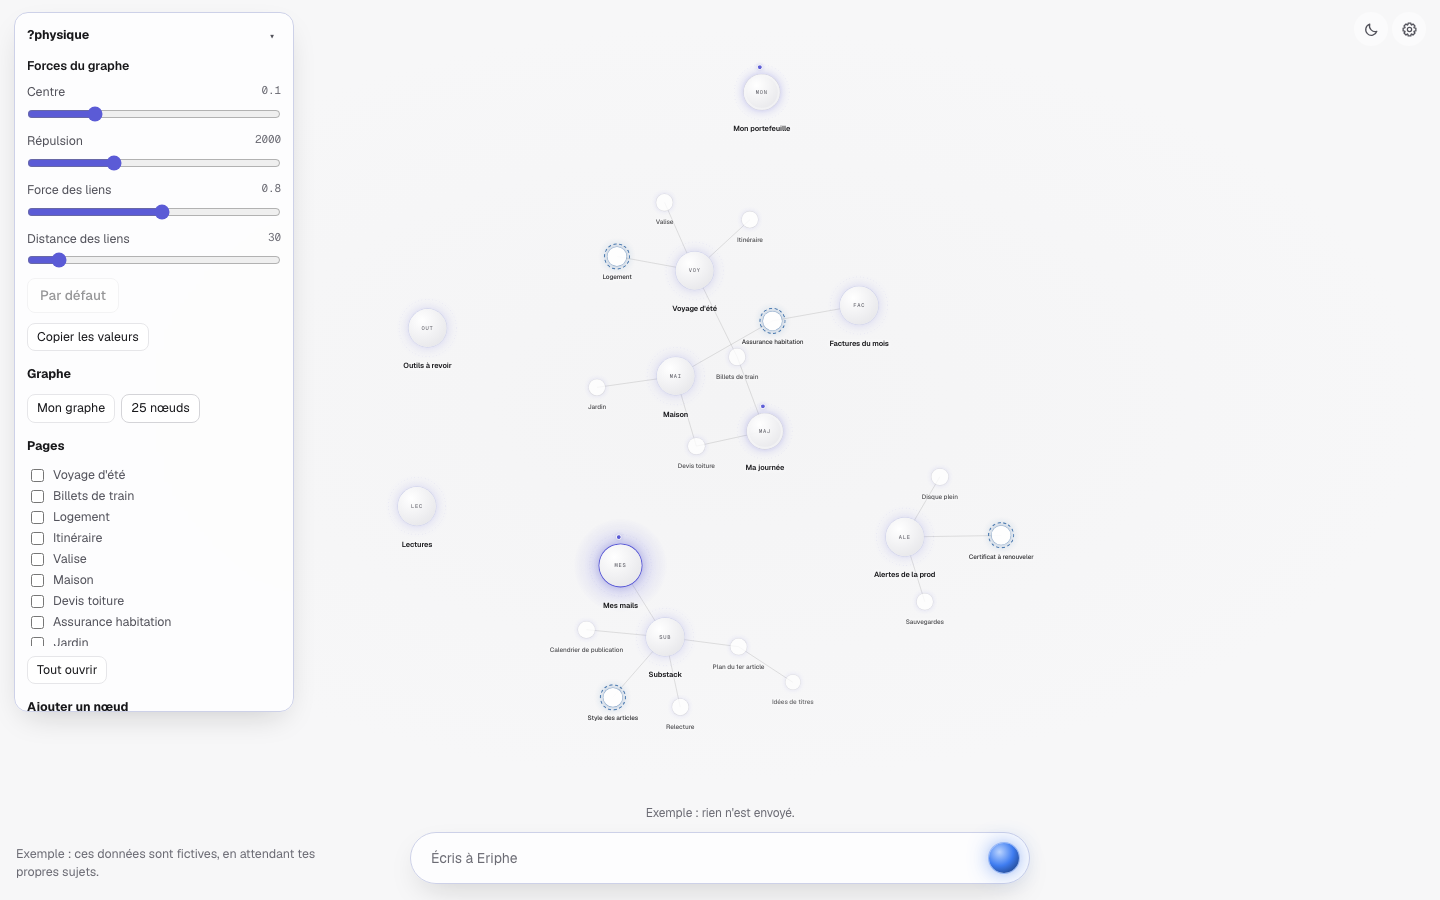 ?physique
Forces du graphe
Centre 0.1
Répulsion 2000
Force des liens 0.8
Distance des liens 30
Par défaut
Copier les valeurs
Graphe
Mon graphe 25 nœuds
Pages
Voyage d'été
Billets de train
Logement
Itinéraire
Valise
Maison
Devis toiture
Assurance habitation
Jardin
Tout ouvrir
Ajouter un nœud
MON
Mon portefeuille
Valise
Itinéraire
Logement
VOY
Voyage d'été
FAC
Factures du mois
Assurance habitation
OUT
Outils à revoir
Billets de train
MAI
Maison
Jardin
MAJ
Ma journée
Devis toiture
LEC
Lectures
Disque plein
ALE
Alertes de la prod
Certificat à renouveler
Sauvegardes
MES
Mes mails
Calendrier de publication
SUB
Substack
Plan du 1er article
Idées de titres
Style des articles
Relecture
Exemple : rien n'est envoyé.
Écris à Eriphe
Exemple : ces données sont fictives, en attendant tes
propres sujets.